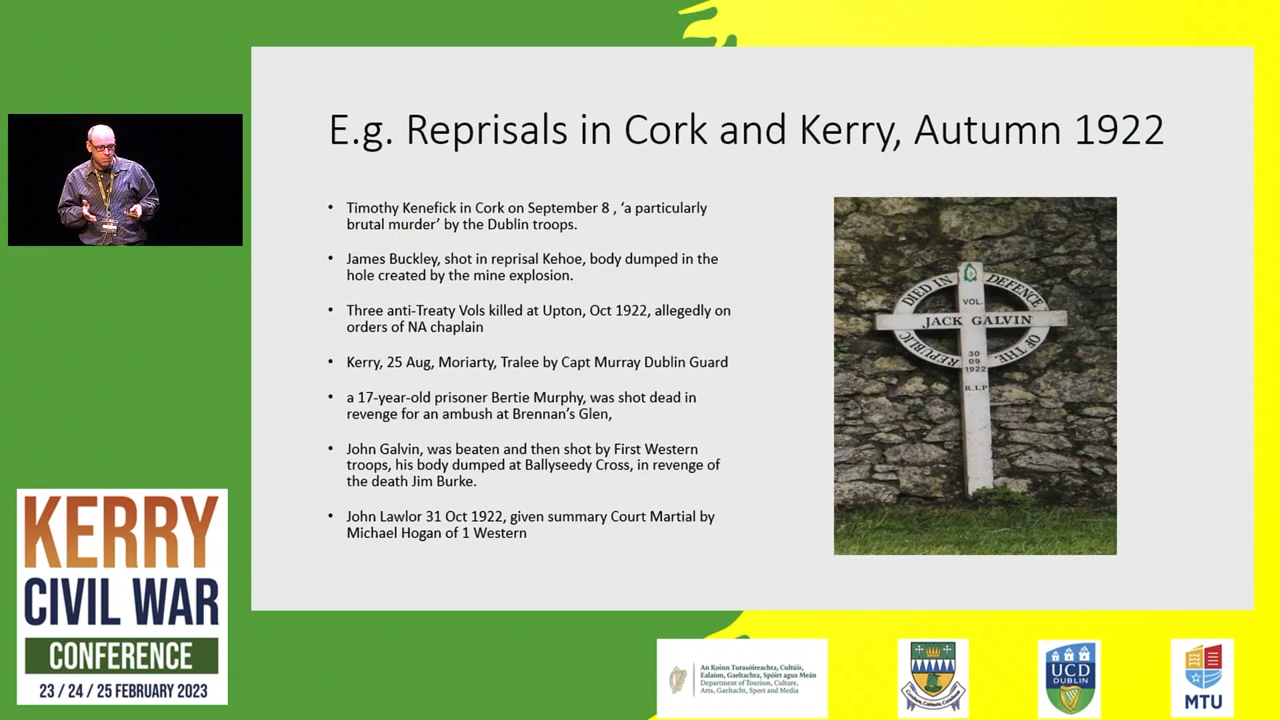 E.g. Reprisals in Cork and Kerry, Autumn 1922
• Timothy Kenefick in Cork on September 8 , ‘a particularly
brutal murder’ by the Dublin troops.
• James Buckley, shot in reprisal Kehoe, body dumped in the
hole created by the mine explosion.
• Three anti-Treaty Vols killed at Upton, Oct 1922, allegedly on
orders of NA chaplain
• Kerry, 25 Aug, Moriarty, Tralee by Capt Murray Dublin Guard
• a 17-year-old prisoner Bertie Murphy, was shot dead in
revenge for an ambush at Brennan’s Glen,
• John Galvin, was beaten and then shot by First Western
troops, his body dumped at Ballyseedy Cross, in revenge of
the death Jim Burke.
• John Lawlor 31 Oct 1922, given summary Court Martial by
Michael Hogan of 1 Western
DIED IN DEFENCE
VOL.
JACK GALVIN
OF THE REPUBLIC
30
09
1922
R.I.P
KERRY
CIVIL WAR
CONFERENCE
23 / 24 / 25 FEBRUARY 2023
An Roinn Turasóireachta, Cultúir,
Ealaíon, Gaeltachta, Spóirt agus Meán
Department of Tourism, Culture,
Arts, Gaeltacht, Sport and Media
UCD
DUBLIN
MTU